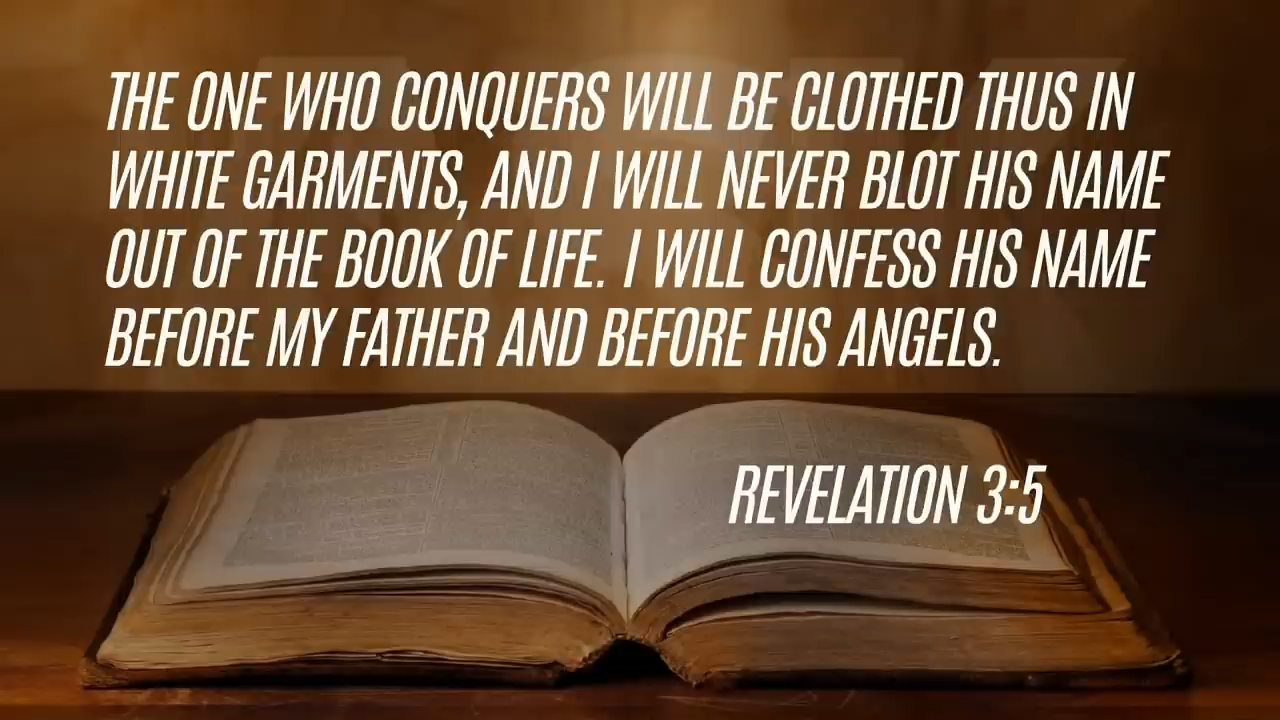 THE ONE WHO CONQUERS WILL BE CLOTHED THUS IN
WHITE GARMENTS, AND I WILL NEVER BLOT HIS NAME
OUT OF THE BOOK OF LIFE. I WILL CONFESS HIS NAME
BEFORE MY FATHER AND BEFORE HIS ANGELS.
REVELATION 3:5